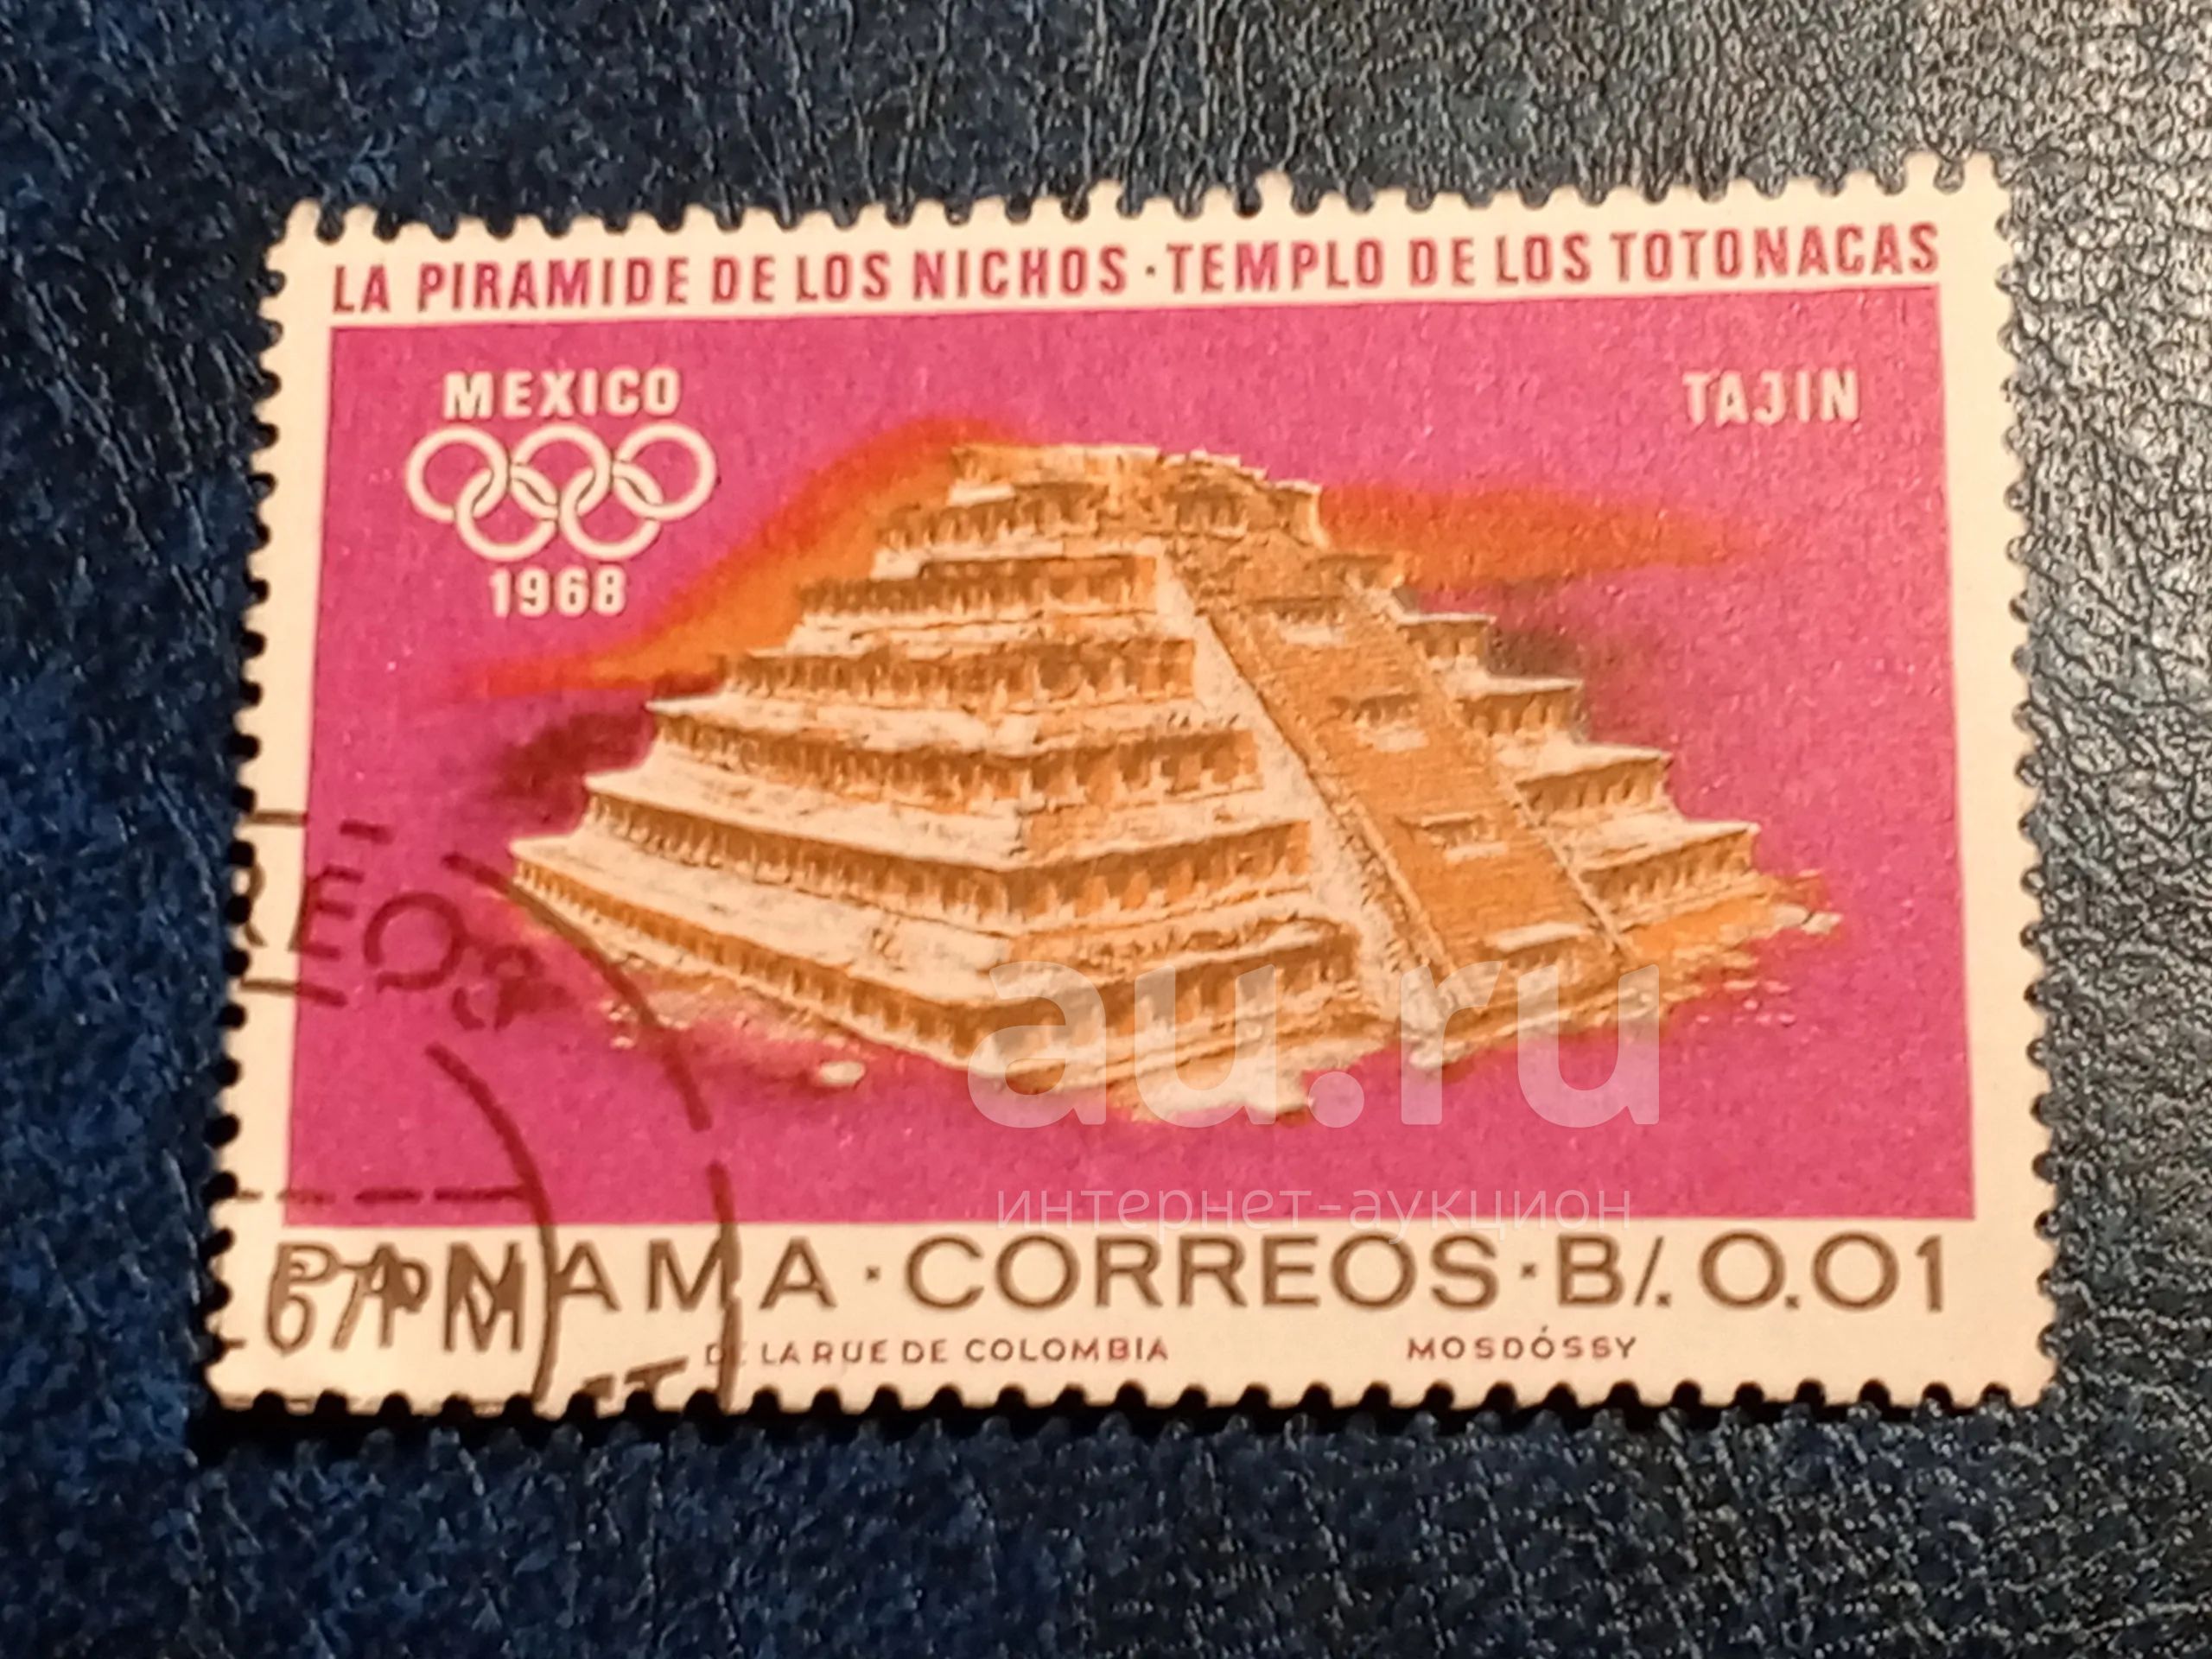 LA PIRAMIDE DE LOS NICHOS · TEMPLO DE LOS TOTONACAS
MEXICO
1968
TAJIN
au.ru
интернет-аукцион
PANAMA · CORREOS · B/. 0.01
DE LA RUE DE COLOMBIA
MOSDÓSSY